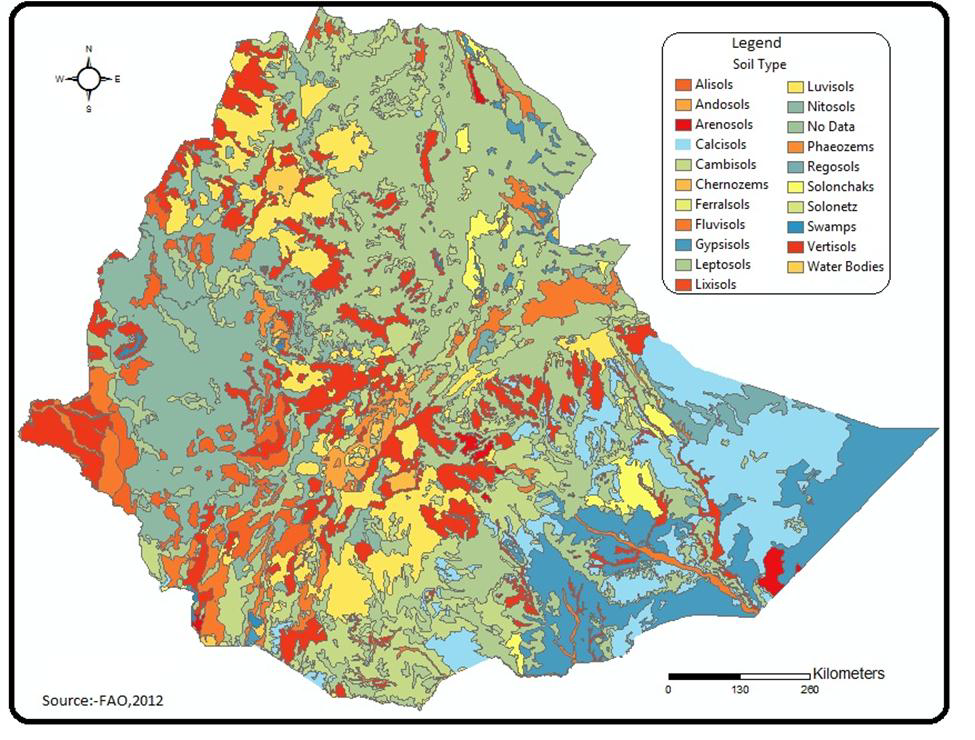 N
W E
S
Legend
Soil Type
Alisols
Andosols
Arenosols
Calcisols
Cambisols
Chernozems
Ferralsols
Fluvisols
Gypsisols
Leptosols
Lixisols
Luvisols
Nitosols
No Data
Phaeozems
Regosols
Solonchaks
Solonetz
Swamps
Vertisols
Water Bodies
Kilometers
0 130 260
Source:-FAO,2012